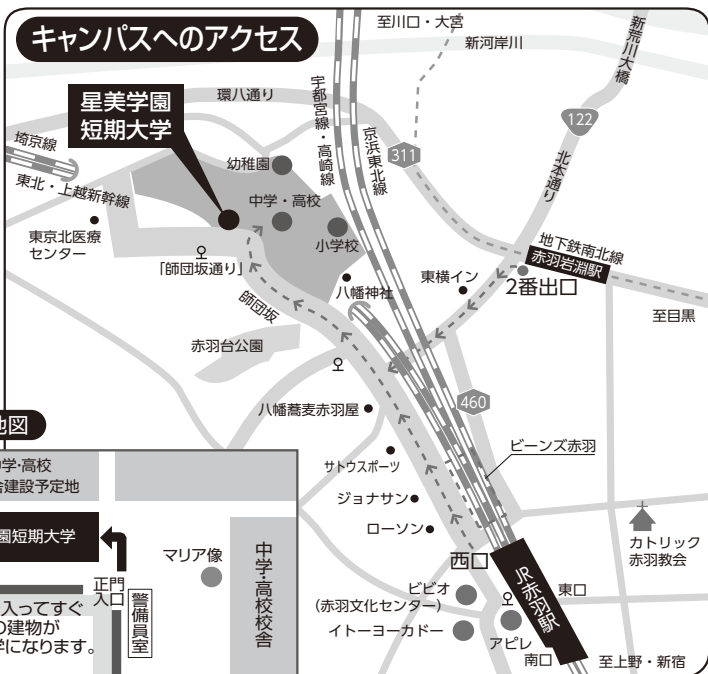 キャンパスへのアクセス
至川口・大宮
新河岸川
新荒川大橋
環八通り
宇都宮線・高崎線
京浜東北線
122
311
北本通り
星美学園
短期大学
埼京線
東北・上越新幹線
幼稚園
中学・高校
小学校
東京北医療
センター
「師団坂通り」
師団坂
八幡神社
東横イン
地下鉄南北線
赤羽岩淵駅
2番出口
至目黒
赤羽台公園
八幡蕎麦赤羽屋
460
サトウスポーツ
ビーンズ赤羽
ジョナサン
ローソン
カトリック
赤羽教会
西口
JR赤羽駅
東口
ビビオ
(赤羽文化センター)
イトーヨーカドー
アピレ
南口
至上野・新宿
地図
中学・高校
舎建設予定地
園短期大学
マリア像
中学・高校校舎
正門
入口
警備員室
入ってすぐ
の建物が
学になります。